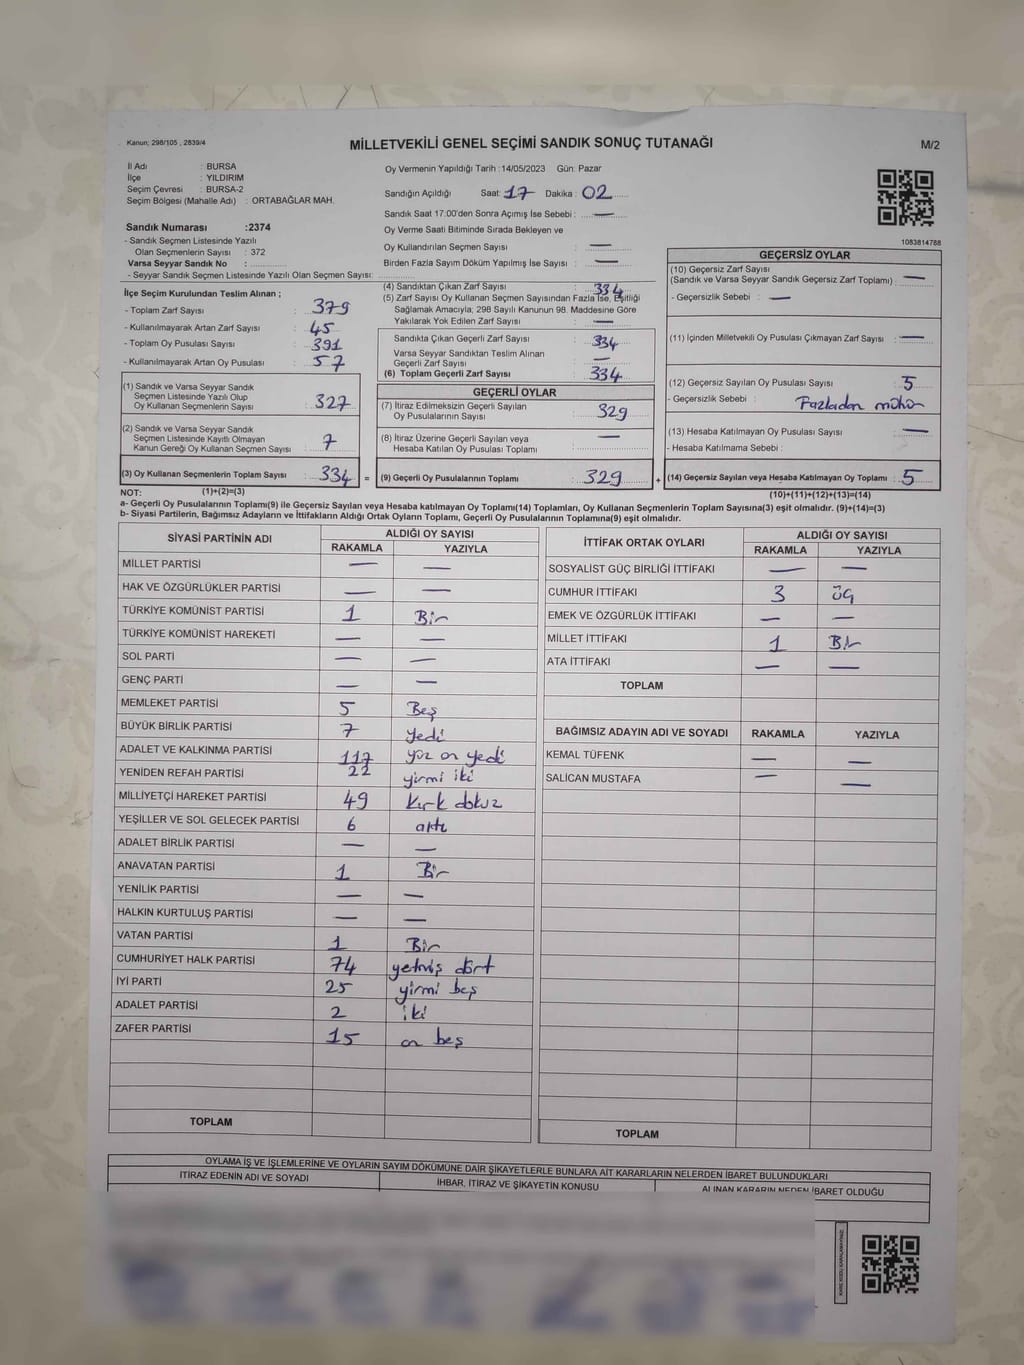 Kanun; 298/105 , 2839/4
MİLLETVEKİLİ GENEL SEÇİMİ SANDIK SONUÇ TUTANAĞI
M/2
İl Adı : BURSA
İlçe : YILDIRIM
Seçim Çevresi : BURSA-2
Seçim Bölgesi (Mahalle Adı) : ORTABAĞLAR MAH.
Sandık Numarası :2374
- Sandık Seçmen Listesinde Yazılı
Olan Seçmenlerin Sayısı : 372
Varsa Seyyar Sandık No :
- Seyyar Sandık Seçmen Listesinde Yazılı Olan Seçmen Sayısı:
Oy Vermenin Yapıldığı Tarih : 14/05/2023 Gün: Pazar
Sandığın Açıldığı Saat: 17 Dakika : 02
Sandık Saat 17:00'den Sonra Açımış İse Sebebi : —
Oy Verme Saati Bitiminde Sırada Bekleyen ve
Oy Kullandırılan Seçmen Sayısı —
Birden Fazla Sayım Döküm Yapılmış İse Sayısı : —
1083814788
İlçe Seçim Kurulundan Teslim Alınan ;
- Toplam Zarf Sayısı : 379
- Kullanılmayarak Artan Zarf Sayısı : 45
- Toplam Oy Pusulası Sayısı : 391
- Kullanılmayarak Artan Oy Pusulası : 57
(1) Sandık ve Varsa Seyyar Sandık
Seçmen Listesinde Yazılı Olup
Oy Kullanan Seçmenlerin Sayısı : 327
(2) Sandık ve Varsa Seyyar Sandık
Seçmen Listesinde Kayıtlı Olmayan
Kanun Gereği Oy Kullanan Seçmen Sayısı : 7
(3) Oy Kullanan Seçmenlerin Toplam Sayısı : 334 =
(4) Sandıktan Çıkan Zarf Sayısı : 334
(5) Zarf Sayısı Oy Kullanan Seçmen Sayısından Fazla İse, Eşitliği
Sağlamak Amacıyla; 298 Sayılı Kanunun 98. Maddesine Göre
Yakılarak Yok Edilen Zarf Sayısı : —
Sandıkta Çıkan Geçerli Zarf Sayısı : 334
Varsa Seyyar Sandıktan Teslim Alınan
Geçerli Zarf Sayısı : —
(6) Toplam Geçerli Zarf Sayısı : 334
GEÇERLİ OYLAR
(7) İtiraz Edilmeksizin Geçerli Sayılan
Oy Pusulalarının Sayısı : 329
(8) İtiraz Üzerine Geçerli Sayılan veya
Hesaba Katılan Oy Pusulası Toplamı : —
(9) Geçerli Oy Pusulalarının Toplamı : 329 +
GEÇERSİZ OYLAR
(10) Geçersiz Zarf Sayısı
(Sandık ve Varsa Seyyar Sandık Geçersiz Zarf Toplamı) : —
- Geçersizlik Sebebi : —
(11) İçinden Milletvekili Oy Pusulası Çıkmayan Zarf Sayısı : —
(12) Geçersiz Sayılan Oy Pusulası Sayısı : 5
- Geçersizlik Sebebi : Fazladan mühür
(13) Hesaba Katılmayan Oy Pusulası Sayısı : —
- Hesaba Katılmama Sebebi :
(14) Geçersiz Sayılan veya Hesaba Katılmayan Oy Toplamı : 5
NOT: (1)+(2)=(3)
(10)+(11)+(12)+(13)=(14)
a- Geçerli Oy Pusulasının Toplamı(9) ile Geçersiz Sayılan veya Hesaba katılmayan Oy Toplamı(14) Toplamları, Oy Kullanan Seçmenlerin Toplam Sayısına(3) eşit olmalıdır. (9)+(14)=(3)
b- Siyasi Partilerin, Bağımsız Adayların ve İttifakların Aldığı Ortak Oyların Toplamı, Geçerli Oy Pusulalarının Toplamına(9) eşit olmalıdır.
SİYASİ PARTİNİN ADI ALDIĞI OY SAYISI
RAKAMLA YAZIYLA
MİLLET PARTİSİ — —
HAK VE ÖZGÜRLÜKLER PARTİSİ — —
TÜRKİYE KOMÜNİST PARTİSİ 1 Bir
TÜRKİYE KOMÜNİST HAREKETİ — —
SOL PARTİ — —
GENÇ PARTİ — —
MEMLEKET PARTİSİ 5 Beş
BÜYÜK BİRLİK PARTİSİ 7 yedi
ADALET VE KALKINMA PARTİSİ 117 yüz on yedi
YENİDEN REFAH PARTİSİ 22 yirmi iki
MİLLİYETÇİ HAREKET PARTİSİ 49 Kırk dokuz
YEŞİLLER VE SOL GELECEK PARTİSİ 6 altı
ADALET BİRLİK PARTİSİ — —
ANAVATAN PARTİSİ 1 Bir
YENİLİK PARTİSİ — —
HALKIN KURTULUŞ PARTİSİ — —
VATAN PARTİSİ 1 Bir
CUMHURİYET HALK PARTİSİ 74 yetmiş dört
İYİ PARTİ 25 yirmi beş
ADALET PARTİSİ 2 iki
ZAFER PARTİSİ 15 on beş
TOPLAM
İTTİFAK ORTAK OYLARI ALDIĞI OY SAYISI
RAKAMLA YAZIYLA
SOSYALİST GÜÇ BİRLİĞİ İTTİFAKI — —
CUMHUR İTTİFAKI 3 üç
EMEK VE ÖZGÜRLÜK İTTİFAKI — —
MİLLET İTTİFAKI 1 Bir
ATA İTTİFAKI — —
TOPLAM
BAĞIMSIZ ADAYIN ADI VE SOYADI RAKAMLA YAZIYLA
KEMAL TÜFENK — —
SALİCAN MUSTAFA — —
TOPLAM
OYLAMA İŞ VE İŞLEMLERİNE VE OYLARIN SAYIM DÖKÜMÜNE DAİR ŞİKAYETLERLE BUNLARA AİT KARARLARIN NELERDEN İBARET BULUNDUKLARI
İTİRAZ EDENİN ADI VE SOYADI İHBAR, İTİRAZ VE ŞİKAYETİN KONUSU ALINAN KARARIN NEDEN İBARET OLDUĞU